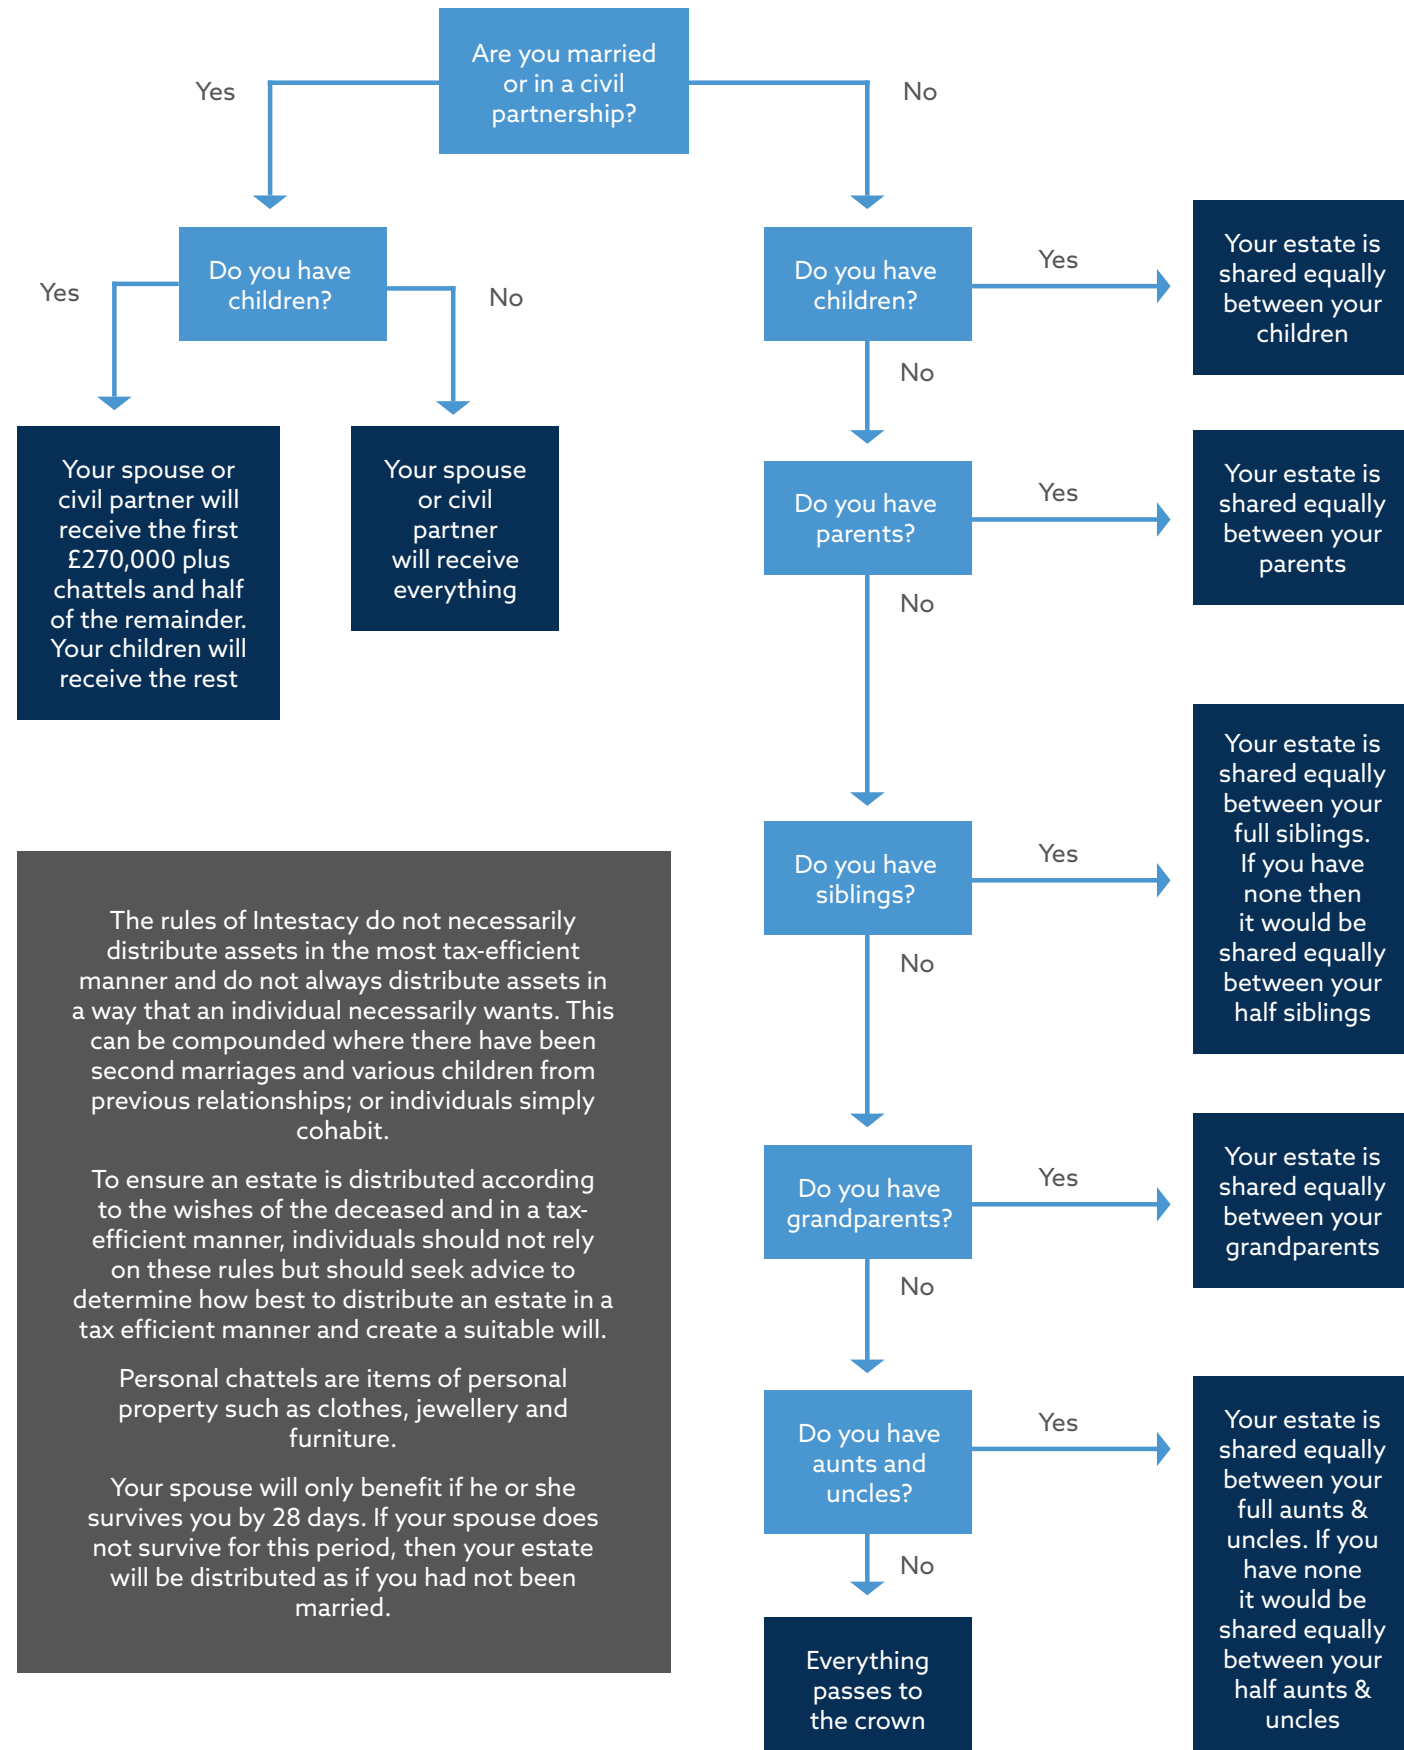 Are you married
or in a civil
partnership?
Yes
No
Do you have
children?
Yes
No
Your spouse or
civil partner will
receive the first
£270,000 plus
chattels and half
of the remainder.
Your children will
receive the rest
Your spouse
or civil
partner
will receive
everything
Do you have
children?
Yes
Your estate is
shared equally
between your
children
No
Do you have
parents?
Yes
Your estate is
shared equally
between your
parents
No
Do you have
siblings?
Yes
Your estate is
shared equally
between your
full siblings.
If you have
none then
it would be
shared equally
between your
half siblings
No
Do you have
grandparents?
Yes
Your estate is
shared equally
between your
grandparents
No
Do you have
aunts and
uncles?
Yes
Your estate is
shared equally
between your
full aunts &
uncles. If you
have none
it would be
shared equally
between your
half aunts &
uncles
No
Everything
passes to
the crown
The rules of Intestacy do not necessarily
distribute assets in the most tax-efficient
manner and do not always distribute assets in
a way that an individual necessarily wants. This
can be compounded where there have been
second marriages and various children from
previous relationships; or individuals simply
cohabit.
To ensure an estate is distributed according
to the wishes of the deceased and in a tax-
efficient manner, individuals should not rely
on these rules but should seek advice to
determine how best to distribute an estate in a
tax efficient manner and create a suitable will.
Personal chattels are items of personal
property such as clothes, jewellery and
furniture.
Your spouse will only benefit if he or she
survives you by 28 days. If your spouse does
not survive for this period, then your estate
will be distributed as if you had not been
married.